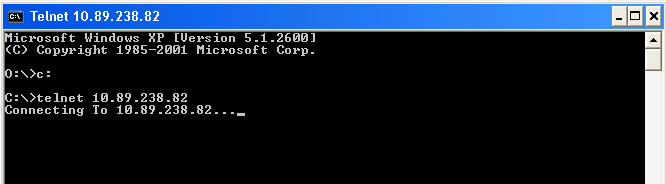 Telnet 10.89.238.82
Microsoft Windows XP [Version 5.1.2600]
(C) Copyright 1985-2001 Microsoft Corp.
O:\>c:
C:\>telnet 10.89.238.82
Connecting To 10.89.238.82..._